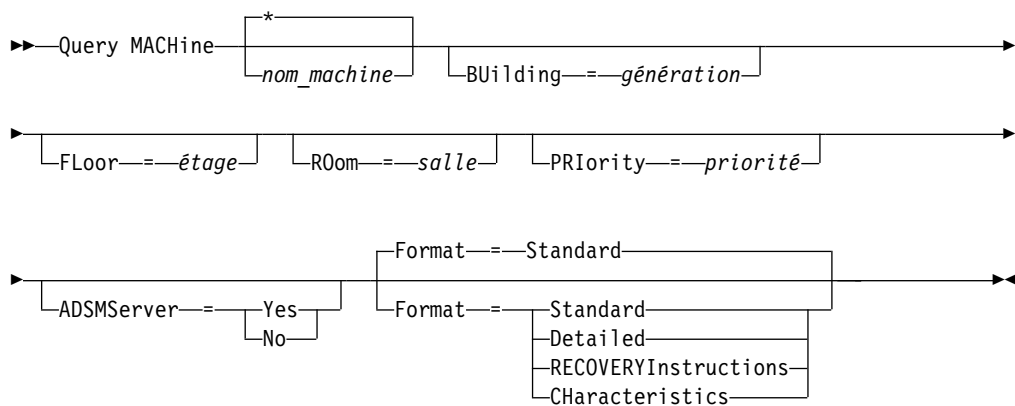 *
Query MACHine
nom_machine
BUilding = génération
FLoor = étage
ROom = salle
PRIority = priorité
Format = Standard
ADSMServer = Yes
No
Format = Standard
Detailed
RECOVERYInstructions
CHaracteristics